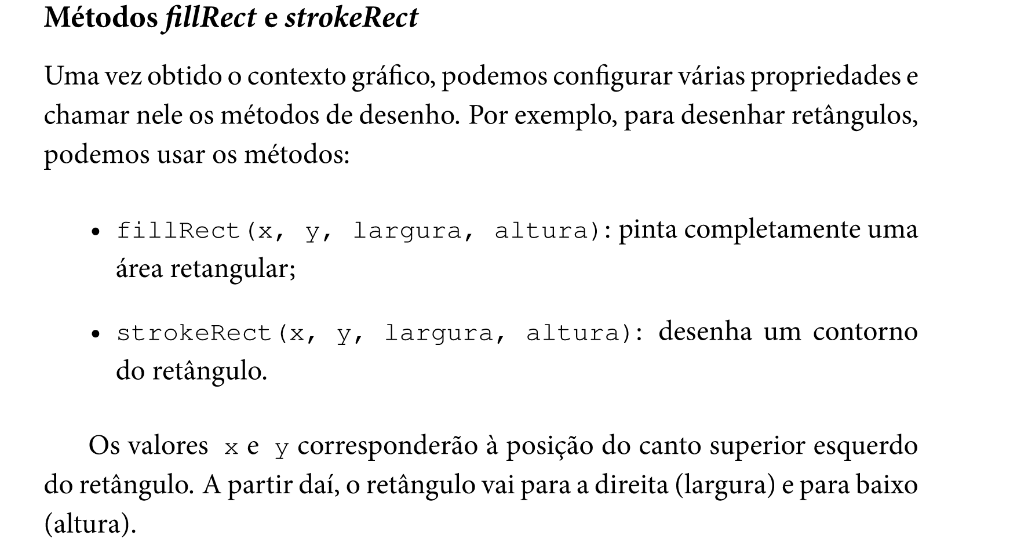 Métodos fillRect e strokeRect
Uma vez obtido o contexto gráfico, podemos configurar várias propriedades e
chamar nele os métodos de desenho. Por exemplo, para desenhar retângulos,
podemos usar os métodos:
• fillRect(x, y, largura, altura): pinta completamente uma
área retangular;
• strokeRect(x, y, largura, altura): desenha um contorno
do retângulo.
Os valores x e y corresponderão à posição do canto superior esquerdo
do retângulo. A partir daí, o retângulo vai para a direita (largura) e para baixo
(altura).